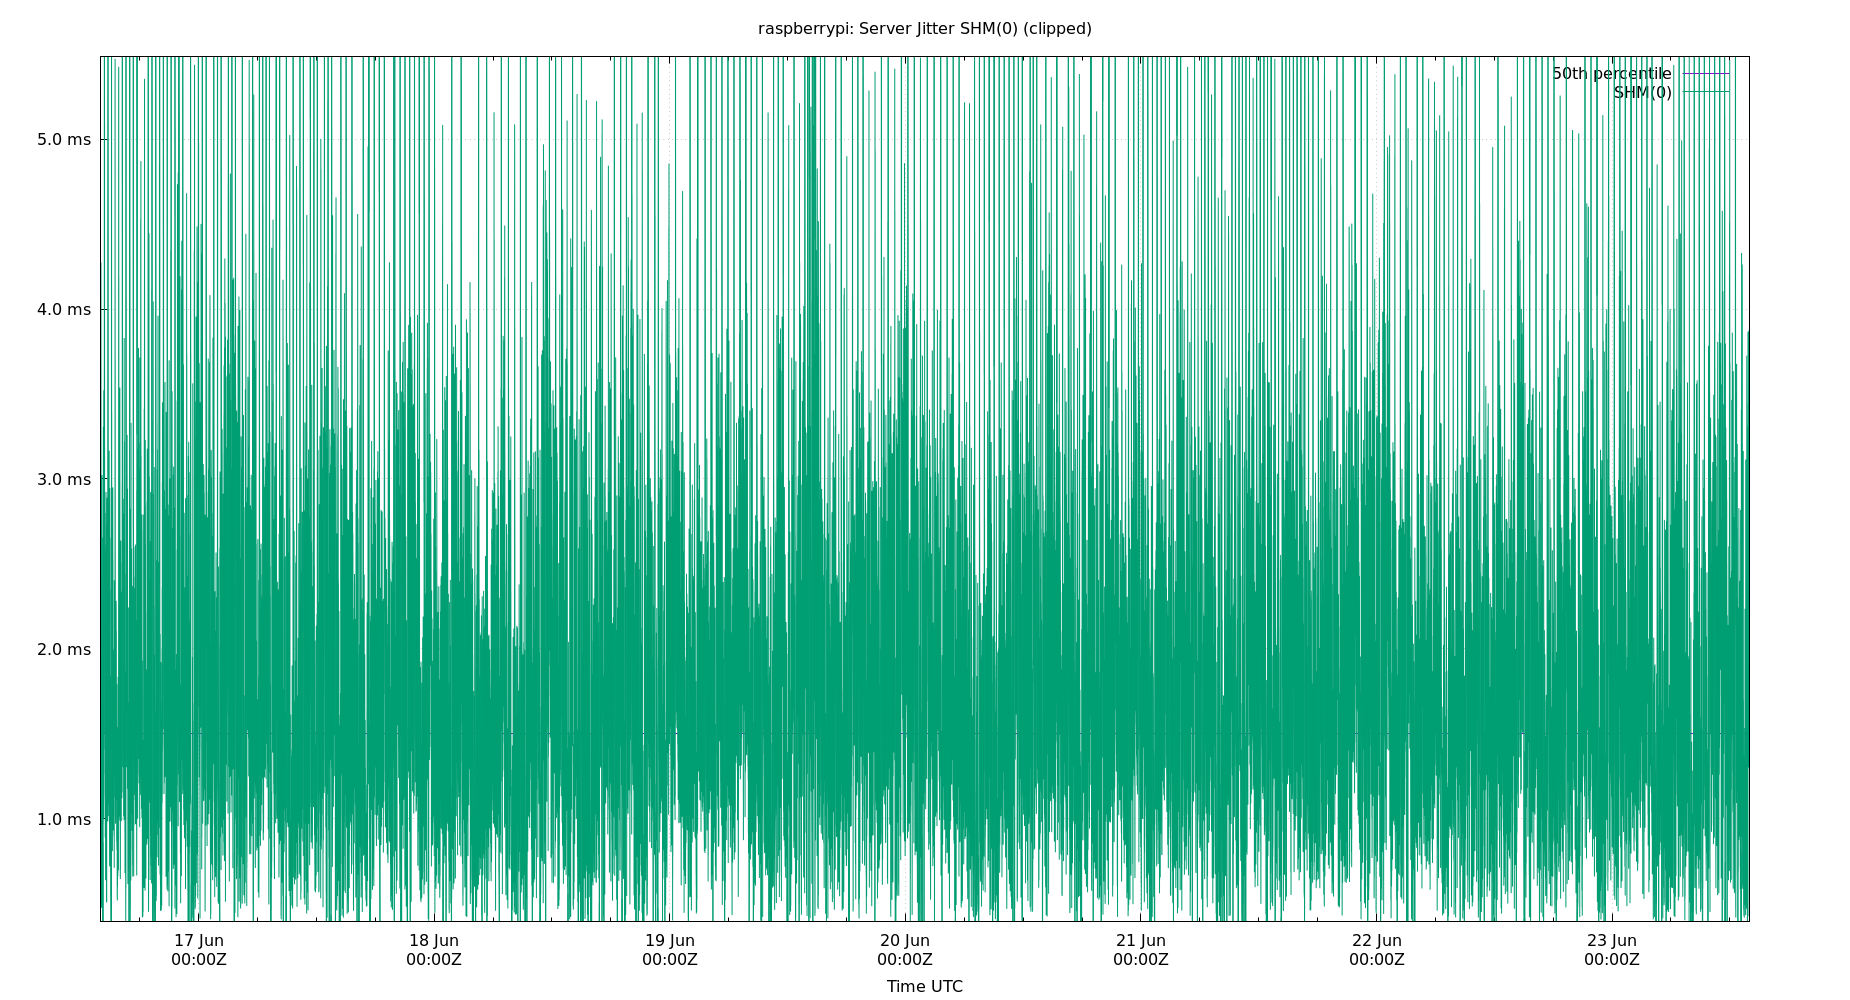 raspberrypi: Server Jitter SHM(0) (clipped)
50th percentile
SHM(0)
5.0 ms
4.0 ms
3.0 ms
2.0 ms
1.0 ms
17 Jun 18 Jun 19 Jun 20 Jun 21 Jun 22 Jun 23 Jun
00:00Z 00:00Z 00:00Z 00:00Z 00:00Z 00:00Z 00:00Z
Time UTC